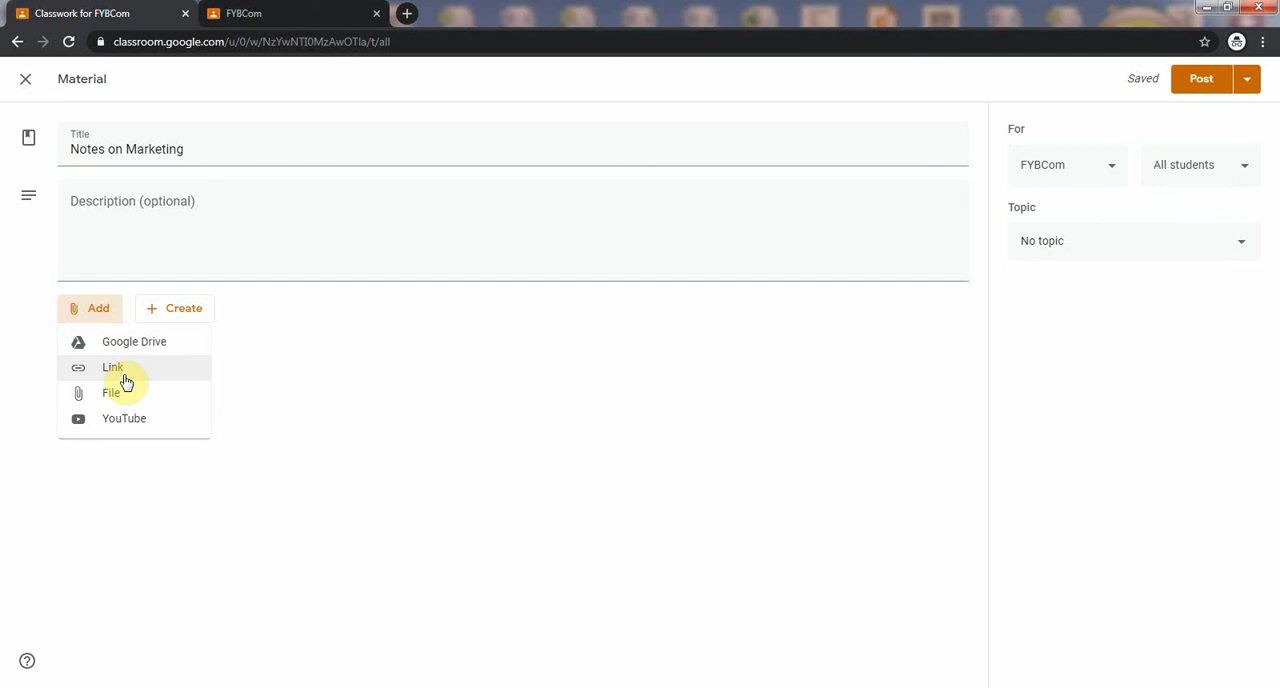 Classwork for FYBCom
FYBCom
classroom.google.com/u/0/w/NzYwNTI0MzAwOTIa/t/all
Material
Saved
Post
Title
Notes on Marketing
Description (optional)
Add
Create
Google Drive
Link
File
YouTube
For
FYBCom
All students
Topic
No topic